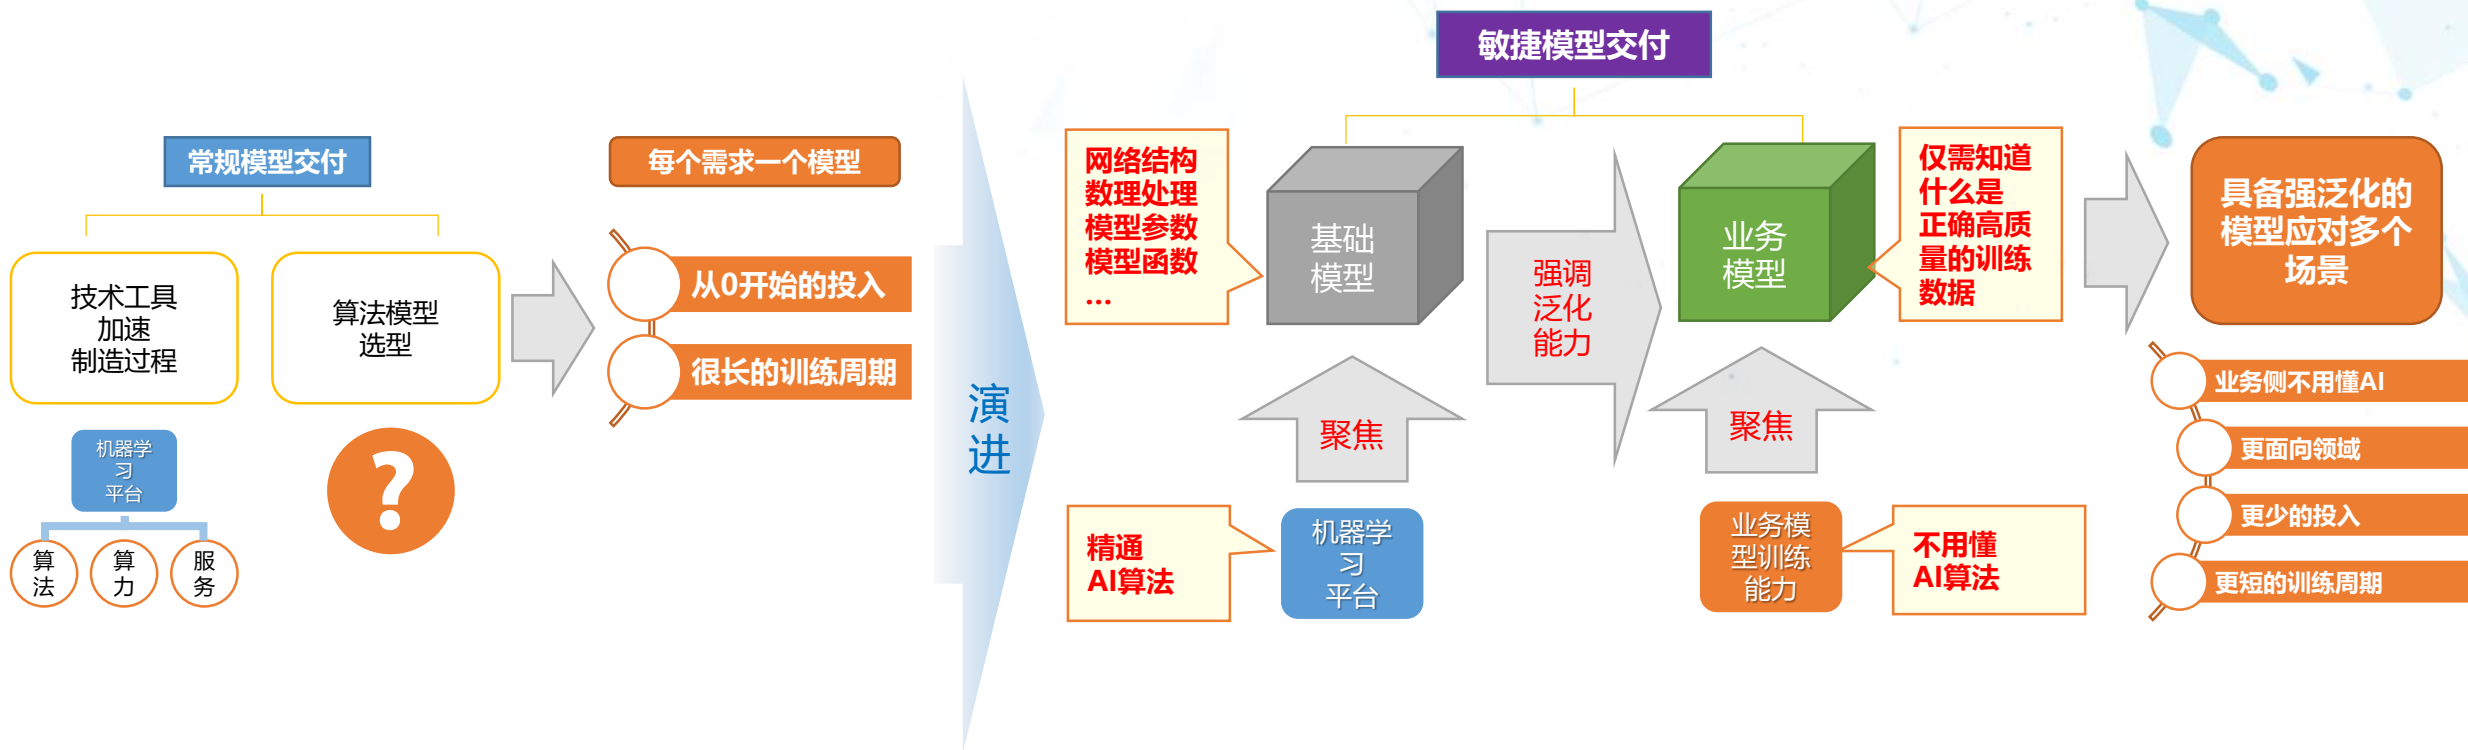 常规模型交付
技术工具
加速
制造过程
算法模型
选型
机器学
习
平台
算
法
算
力
服
务
?
每个需求一个模型
从0开始的投入
很长的训练周期
演
进
敏捷模型交付
网络结构
数理处理
模型参数
模型函数
...
基础
模型
强调
泛化
能力
业务
模型
仅需知道
什么是
正确高质
量的训练
数据
聚焦
聚焦
精通
AI算法
机器学
习
平台
业务模
型训练
能力
不用懂
AI算法
具备强泛化的
模型应对多个
场景
业务侧不用懂AI
更面向领域
更少的投入
更短的训练周期